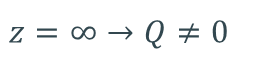 z = ∞ → Q ≠ 0